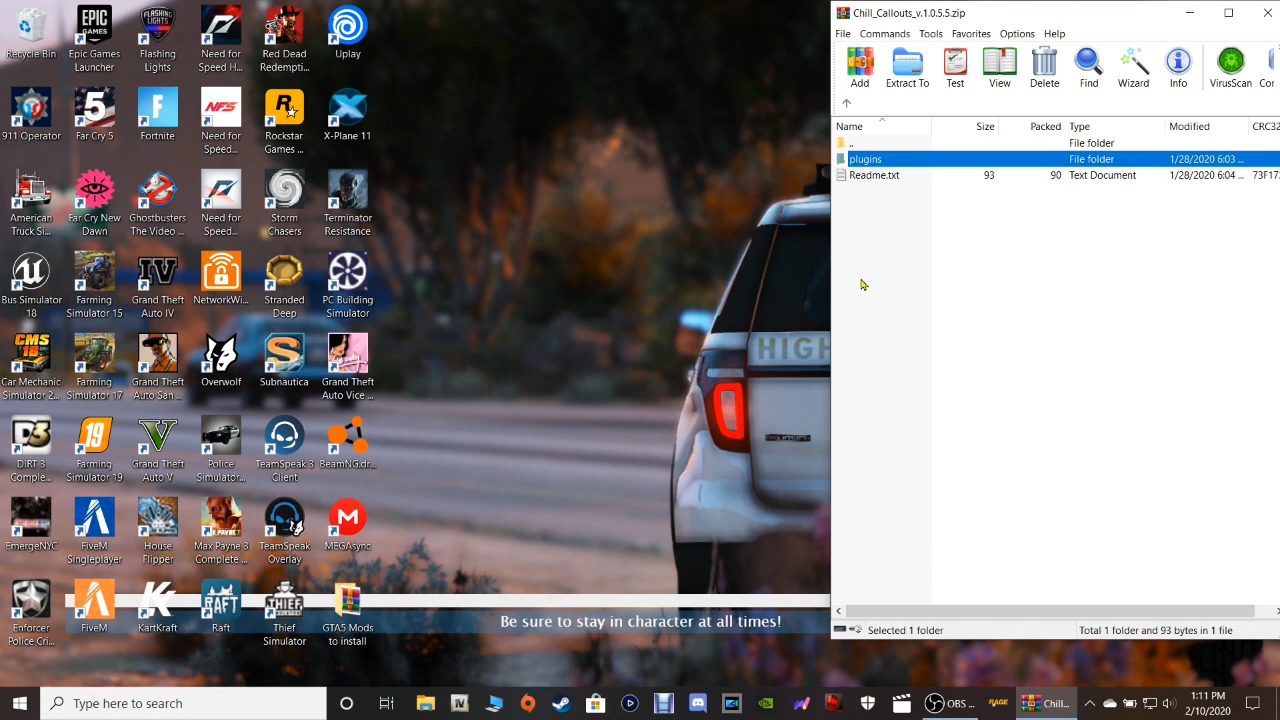 Recycle Bin
Epic Games Launcher
Flashing Lights
Need for Speed H...
Red Dead Redempti...
Uplay
911 Operator
Far Cry 5
Fortnite
Need for Speed...
Rockstar Games ...
X-Plane 11
American Truck Si...
Far Cry New Dawn
Ghostbusters The Video ...
Need for Speed...
Storm Chasers
Terminator Resistance
Bus Simulator 18
Farming Simulator 15
Grand Theft Auto IV
NetworkWi...
Stranded Deep
PC Building Simulator
Car Mechanic Simulator 2...
Farming Simulator 17
Grand Theft Auto San ...
Overwolf
Subnautica
Grand Theft Auto Vice ...
DiRT 3 Comple...
Farming Simulator 19
Grand Theft Auto V
Police Simulator...
TeamSpeak 3 Client
BeamNG.dr...
EmergeNYC
FiveM Singleplayer
House Flipper
Max Payne 3 Complete ...
TeamSpeak Overlay
MEGAsync
Enforcer Police Cri...
FiveM
KartKraft
Raft
Thief Simulator
GTA5 Mods to install
HIGH
Be sure to stay in character at all times!
Chill_Callouts_v.1.0.5.5.zip
File Commands Tools Favorites Options Help
Add Extract To Test View Delete Find Wizard Info VirusScan
Name Size Packed Type Modified CRC32
.. File folder
plugins File folder 1/28/2020 6:03 ...
Readme.txt 93 90 Text Document 1/28/2020 6:04 ...
Selected 1 folder
Total 1 folder and 93 bytes in 1 file
Type here to search
OBS ...
RAGE
Chill...
1:11 PM
2/10/2020